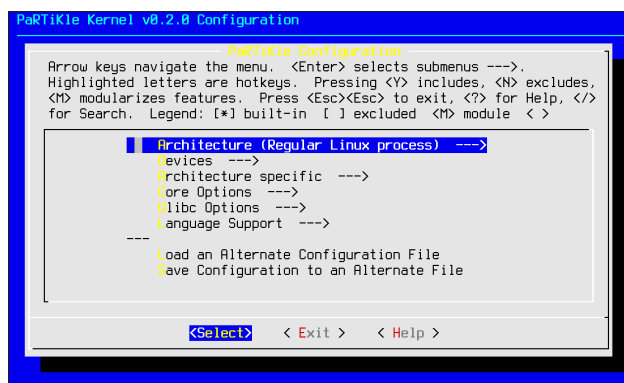 PaRTiKle Kernel v0.2.0 Configuration
PaRTiKle Configuration
Arrow keys navigate the menu.  <Enter> selects submenus --->.
Highlighted letters are hotkeys.  Pressing <Y> includes, <N> excludes,
<M> modularizes features.  Press <Esc><Esc> to exit, <?> for Help, </>
for Search.  Legend: [*] built-in  [ ] excluded  <M> module  < >
Architecture (Regular Linux process)  --->
Devices  --->
Architecture specific  --->
Core Options  --->
Ulibc Options  --->
Language Support  --->
---
Load an Alternate Configuration File
Save Configuration to an Alternate File
<Select>    < Exit >    < Help >